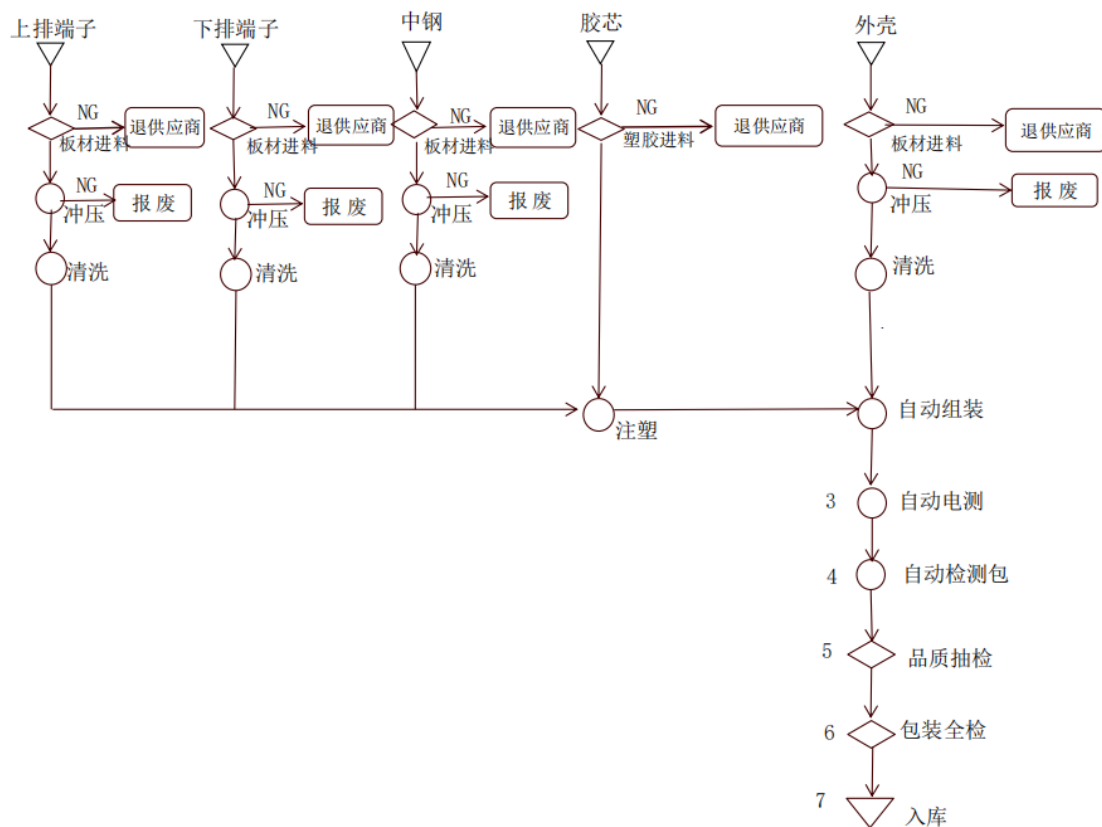 上排端子
下排端子
中钢
胶芯
外壳
NG
NG
NG
NG
NG
退供应商
退供应商
退供应商
退供应商
退供应商
板材进料
板材进料
板材进料
塑胶进料
板材进料
NG
NG
NG
NG
报 废
报 废
报 废
报 废
冲压
冲压
冲压
冲压
清洗
清洗
清洗
清洗
注塑
自动组装
3 自动电测
4 自动检测包
5 品质抽检
6 包装全检
7 入库